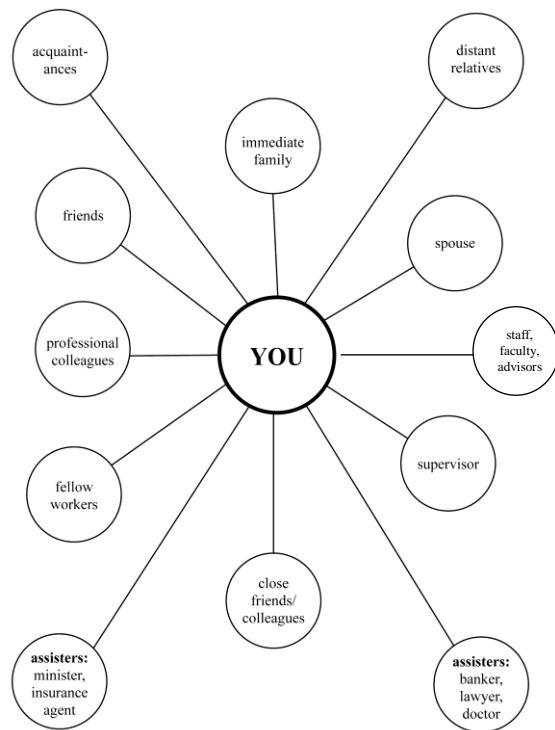 acquaint-
ances
distant
relatives
immediate
family
friends
spouse
professional
colleagues
YOU
staff,
faculty,
advisors
fellow
workers
supervisor
close
friends/
colleagues
assisters:
minister,
insurance
agent
assisters:
banker,
lawyer,
doctor